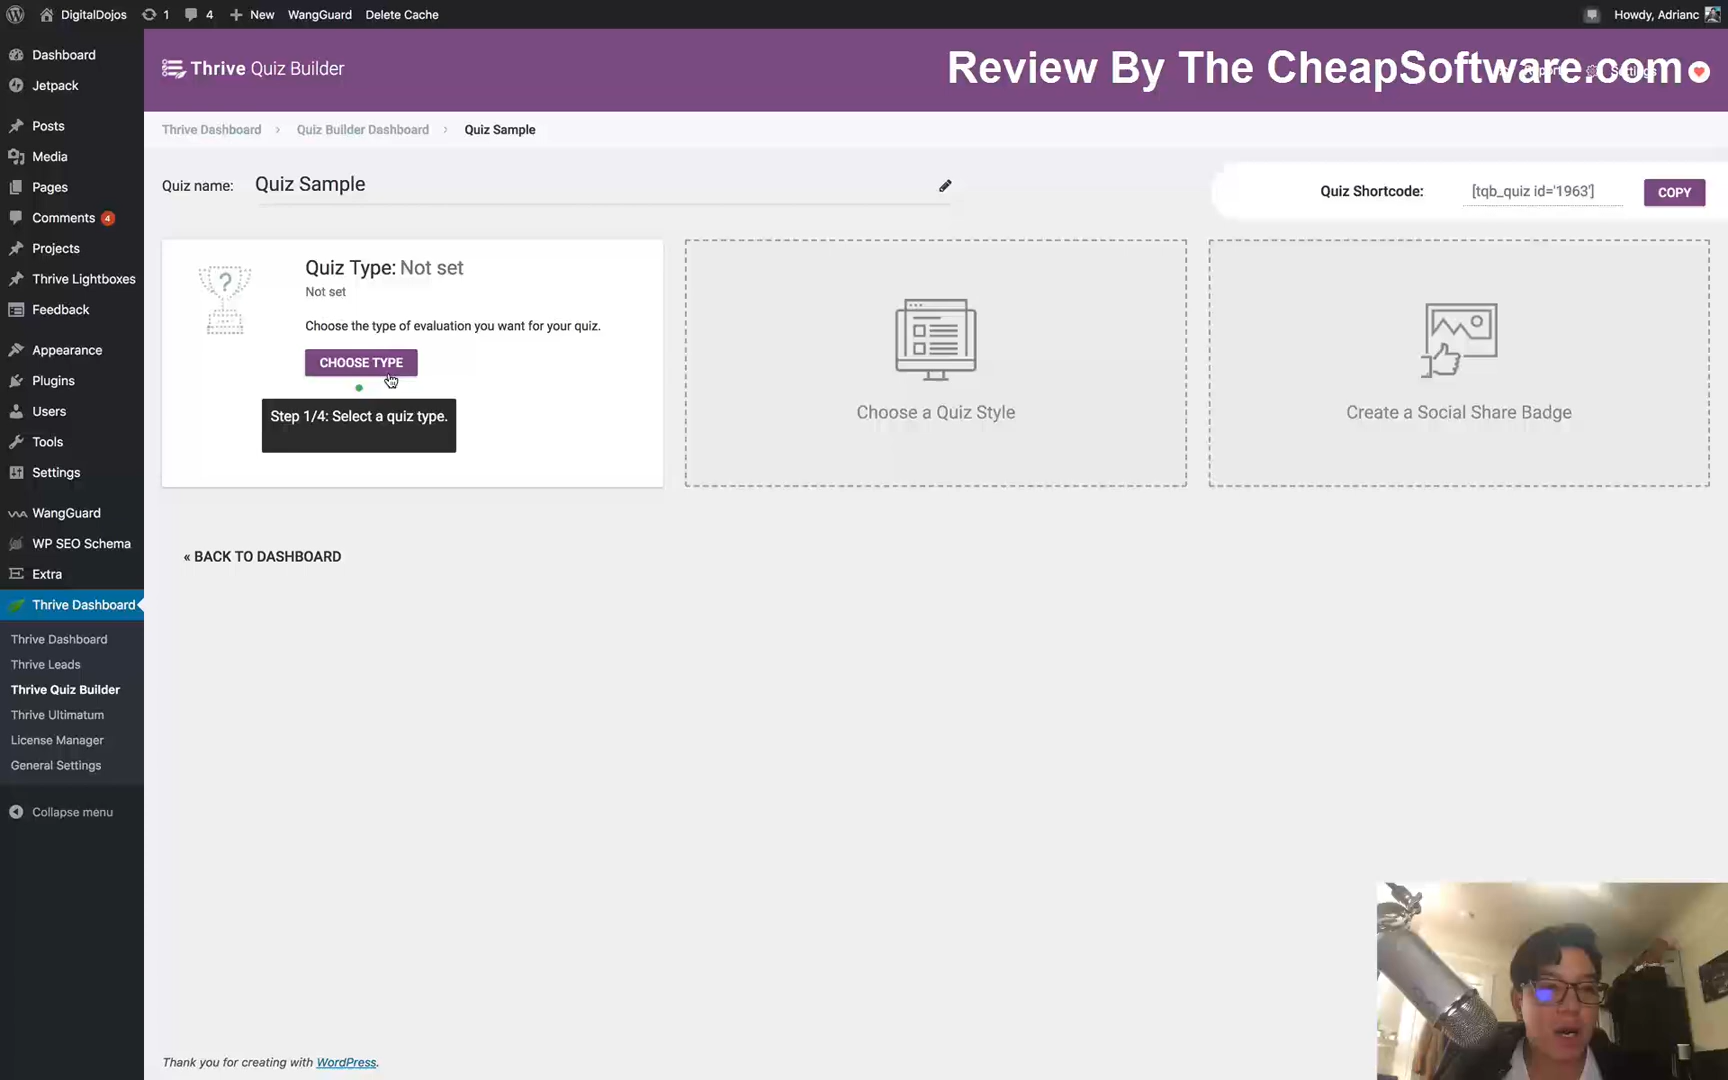 DigitalDojos 1 4 New WangGuard Delete Cache Howdy, Adrianc
Dashboard
Jetpack
Posts
Media
Pages
Comments 4
Projects
Thrive Lightboxes
Feedback
Appearance
Plugins
Users
Tools
Settings
WangGuard
WP SEO Schema
Extra
Thrive Dashboard
Thrive Dashboard
Thrive Leads
Thrive Quiz Builder
Thrive Ultimatum
License Manager
General Settings
Collapse menu
Thrive Quiz Builder
Review By The CheapSoftware.com
Thrive Dashboard > Quiz Builder Dashboard > Quiz Sample
Quiz name: Quiz Sample
Quiz Shortcode: [tqb_quiz id='1963'] COPY
Quiz Type: Not set
Not set
Choose the type of evaluation you want for your quiz.
CHOOSE TYPE
Step 1/4: Select a quiz type.
Choose a Quiz Style
Create a Social Share Badge
« BACK TO DASHBOARD
Thank you for creating with WordPress.